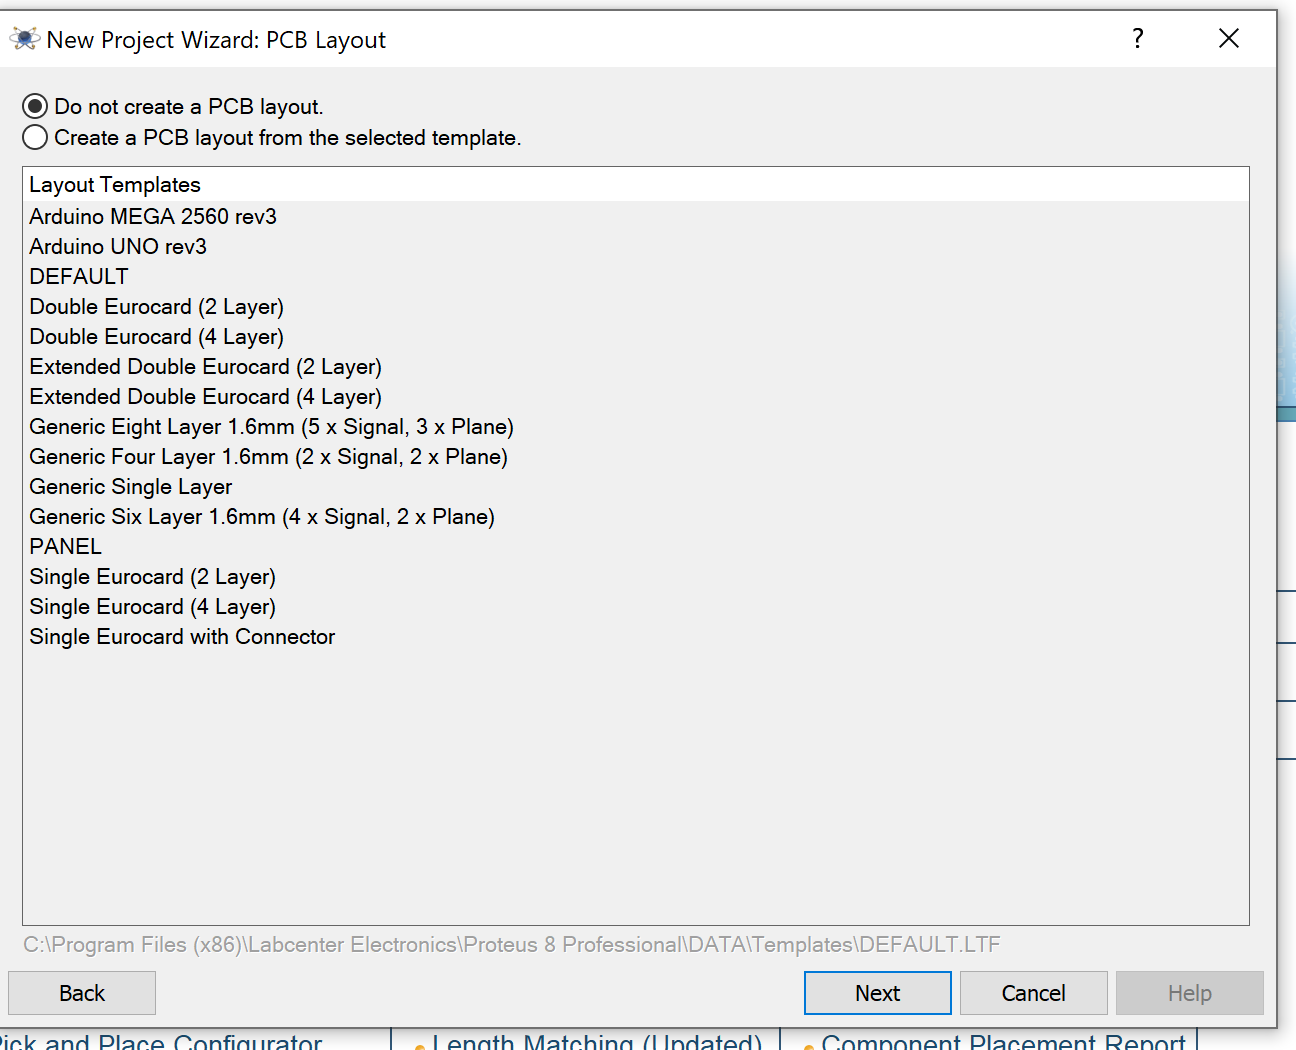 New Project Wizard: PCB Layout
?
Do not create a PCB layout.
Create a PCB layout from the selected template.
Layout Templates
Arduino MEGA 2560 rev3
Arduino UNO rev3
DEFAULT
Double Eurocard (2 Layer)
Double Eurocard (4 Layer)
Extended Double Eurocard (2 Layer)
Extended Double Eurocard (4 Layer)
Generic Eight Layer 1.6mm (5 x Signal, 3 x Plane)
Generic Four Layer 1.6mm (2 x Signal, 2 x Plane)
Generic Single Layer
Generic Six Layer 1.6mm (4 x Signal, 2 x Plane)
PANEL
Single Eurocard (2 Layer)
Single Eurocard (4 Layer)
Single Eurocard with Connector
C:\Program Files (x86)\Labcenter Electronics\Proteus 8 Professional\DATA\Templates\DEFAULT.LTF
Back Next Cancel Help
ick and Place Configurator Length Matching (Updated) Component Placement Report